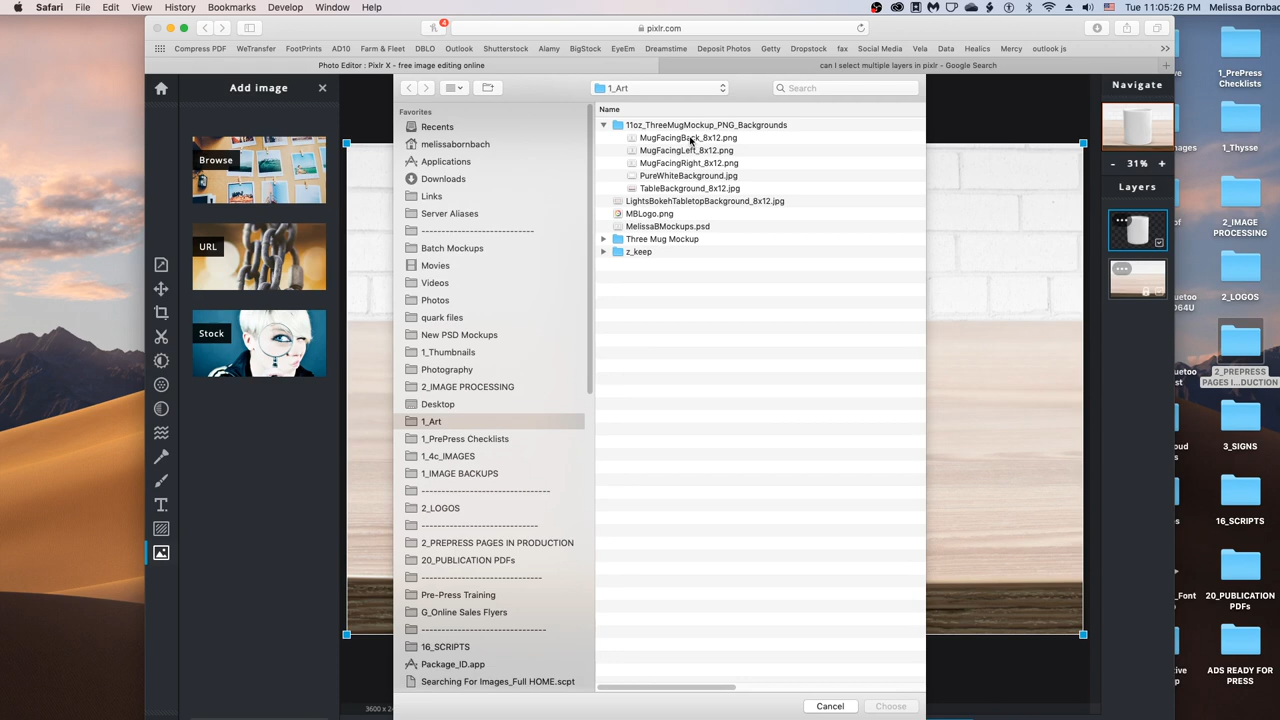 Safari File Edit View History Bookmarks Develop Window Help
Tue 11:05:26 PM Melissa Bornbac
4
pixlr.com
Compress PDF WeTransfer FootPrints AD10 Farm & Fleet DBLO Outlook Shutterstock Alamy BigStock EyeEm Dreamstime Deposit Photos Getty Dropstock fax Social Media Vela Data Healics Mercy outlook js >>
Photo Editor : Pixlr X - free image editing online
can I select multiple layers in pixlr - Google Search
Add image
1_Art
Search
Navigate
Browse
URL
Stock
Favorites
Recents
melissabornbach
Applications
Downloads
Links
Server Aliases
------------------------------
Batch Mockups
Movies
Videos
Photos
quark files
New PSD Mockups
1_Thumbnails
Photography
2_IMAGE PROCESSING
Desktop
1_Art
1_PrePress Checklists
1_4c_IMAGES
1_IMAGE BACKUPS
----------------------------------
2_LOGOS
-------------------------------
2_PREPRESS PAGES IN PRODUCTION
20_PUBLICATION PDFs
--------------------------------
Pre-Press Training
G_Online Sales Flyers
---------------------------------
16_SCRIPTS
Package_ID.app
Searching For Images_Full HOME.scpt
Name
11oz_ThreeMugMockup_PNG_Backgrounds
MugFacingBack_8x12.png
MugFacingLeft_8x12.png
MugFacingRight_8x12.png
PureWhiteBackground.jpg
TableBackground_8x12.jpg
LightsBokehTabletopBackground_8x12.jpg
MBLogo.png
MelissaBMockups.psd
Three Mug Mockup
z_keep
Cancel Choose
- 31% +
Layers
1_PrePress
Checklists
1_Thysse
2_IMAGE
PROCESSING
2_LOGOS
2_PREPRESS
PAGES I...DUCTION
3_SIGNS
16_SCRIPTS
20_PUBLICATION
PDFs
ADS READY FOR
PRESS